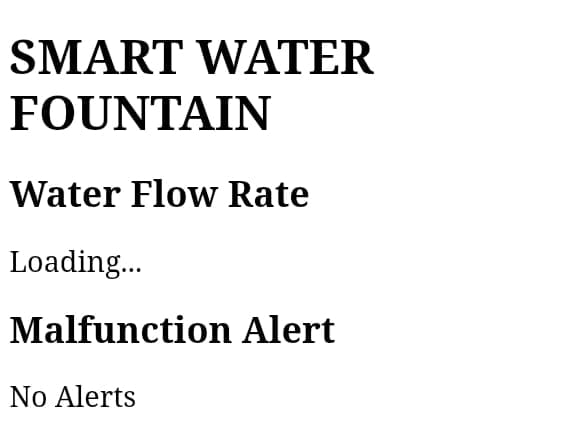 SMART WATER
FOUNTAIN
Water Flow Rate
Loading...
Malfunction Alert
No Alerts